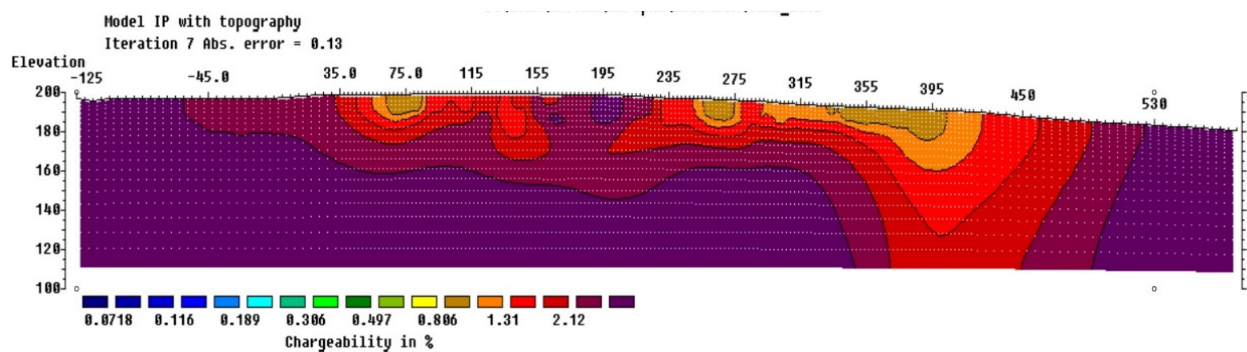 Model IP with topography
Iteration 7 Abs. error = 0.13
Elevation
-125 -45.0 35.0 75.0 115 155 195 235 275 315 355 395 450 530
200
180
160
140
120
100
0.0718 0.116 0.189 0.306 0.497 0.806 1.31 2.12
Chargeability in %